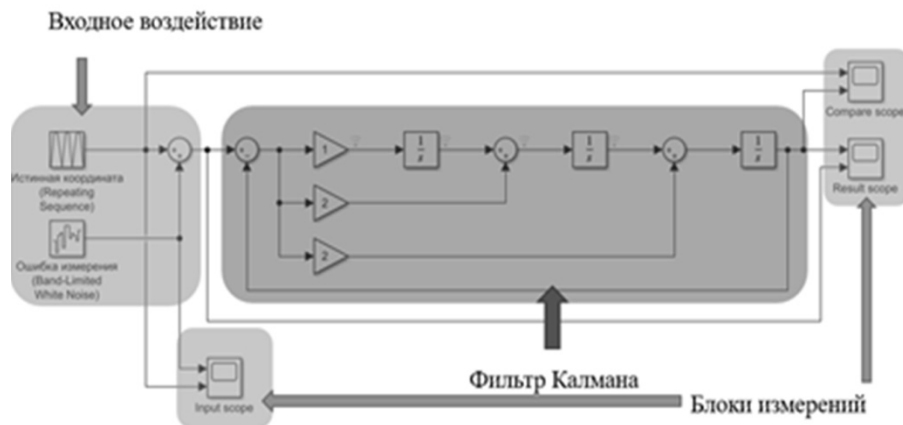 Входное воздействие
Истинная координата
(Repeating
Sequence)
Ошибка измерения
(Band-Limited
White Noise)
1
2
2
1/s
1/s
1/s
Compare scope
Result scope
Input scope
Фильтр Калмана
Блоки измерений